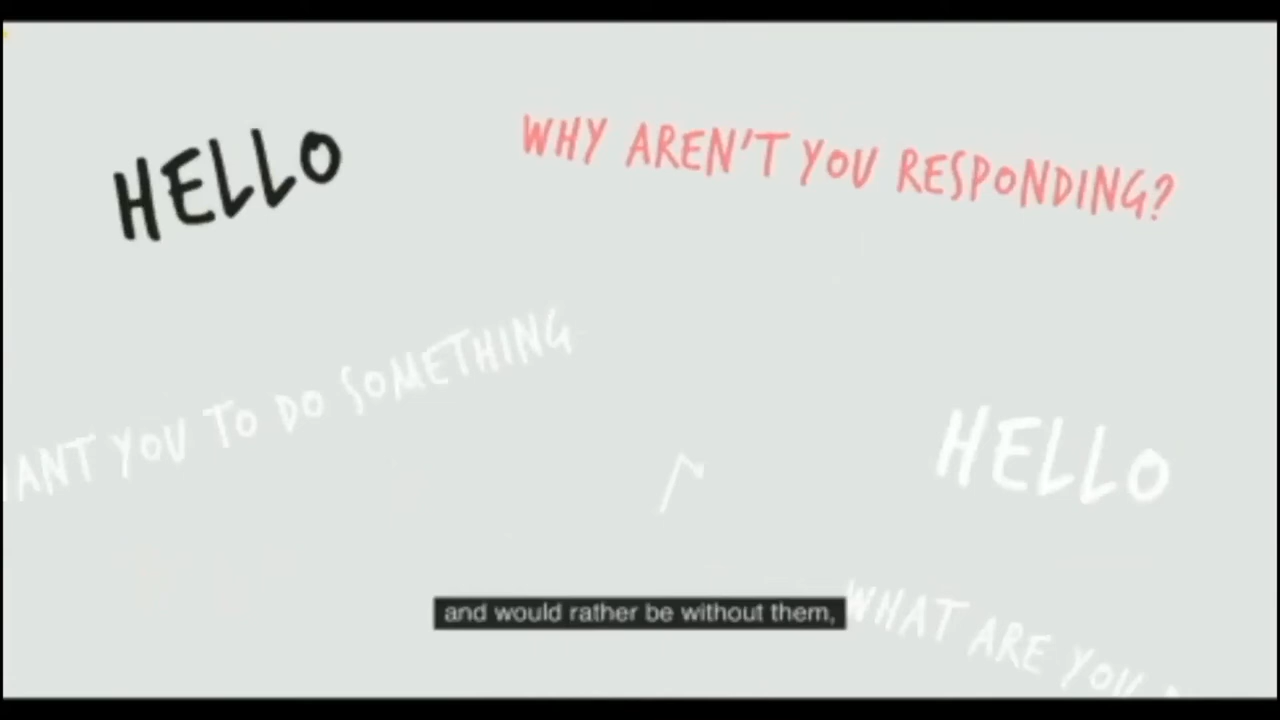 HELLO
WHY AREN'T YOU RESPONDING?
YOU TO DO SOMETHING
HELLO
and would rather be without them,
WHAT ARE YOU